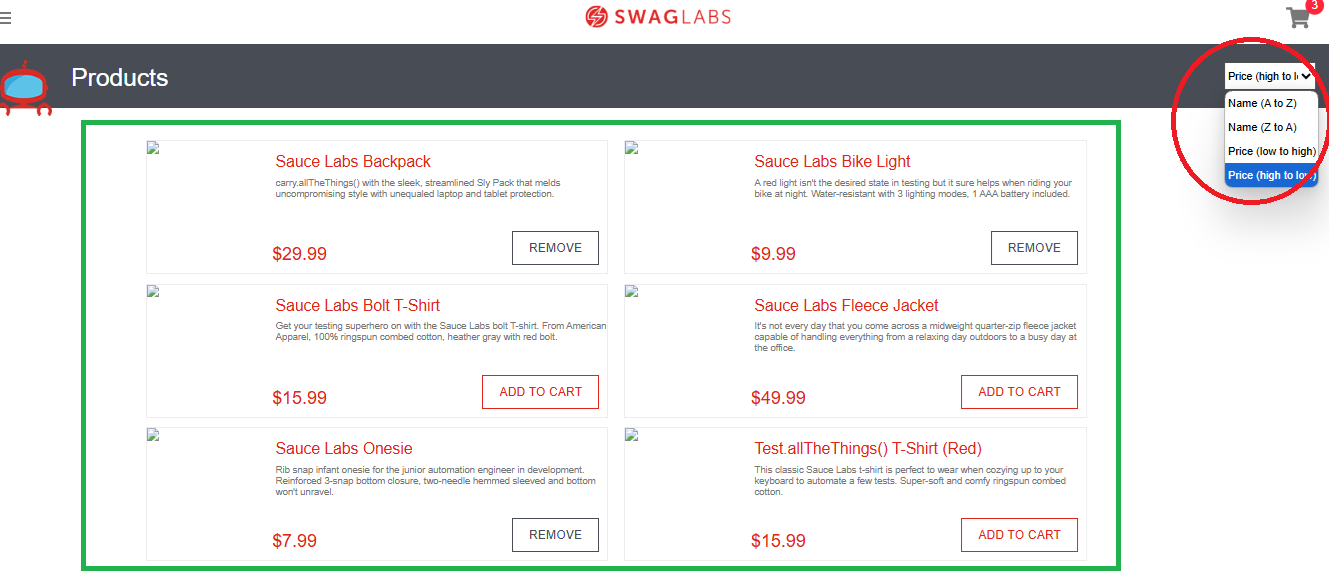 SWAGLABS
3
Products
Price (high to lo
Name (A to Z)
Name (Z to A)
Price (low to high)
Price (high to low)
Sauce Labs Backpack
carry.allTheThings() with the sleek, streamlined Sly Pack that melds
uncompromising style with unequaled laptop and tablet protection.
$29.99
REMOVE
Sauce Labs Bike Light
A red light isn't the desired state in testing but it sure helps when riding your
bike at night. Water-resistant with 3 lighting modes, 1 AAA battery included.
$9.99
REMOVE
Sauce Labs Bolt T-Shirt
Get your testing superhero on with the Sauce Labs bolt T-shirt. From American
Apparel, 100% ringspun combed cotton, heather gray with red bolt.
$15.99
ADD TO CART
Sauce Labs Fleece Jacket
It's not every day that you come across a midweight quarter-zip fleece jacket
capable of handling everything from a relaxing day outdoors to a busy day at
the office.
$49.99
ADD TO CART
Sauce Labs Onesie
Rib snap infant onesie for the junior automation engineer in development.
Reinforced 3-snap bottom closure, two-needle hemmed sleeved and bottom
won't unravel.
$7.99
REMOVE
Test.allTheThings() T-Shirt (Red)
This classic Sauce Labs t-shirt is perfect to wear when cozying up to your
keyboard to automate a few tests. Super-soft and comfy ringspun combed
cotton.
$15.99
ADD TO CART